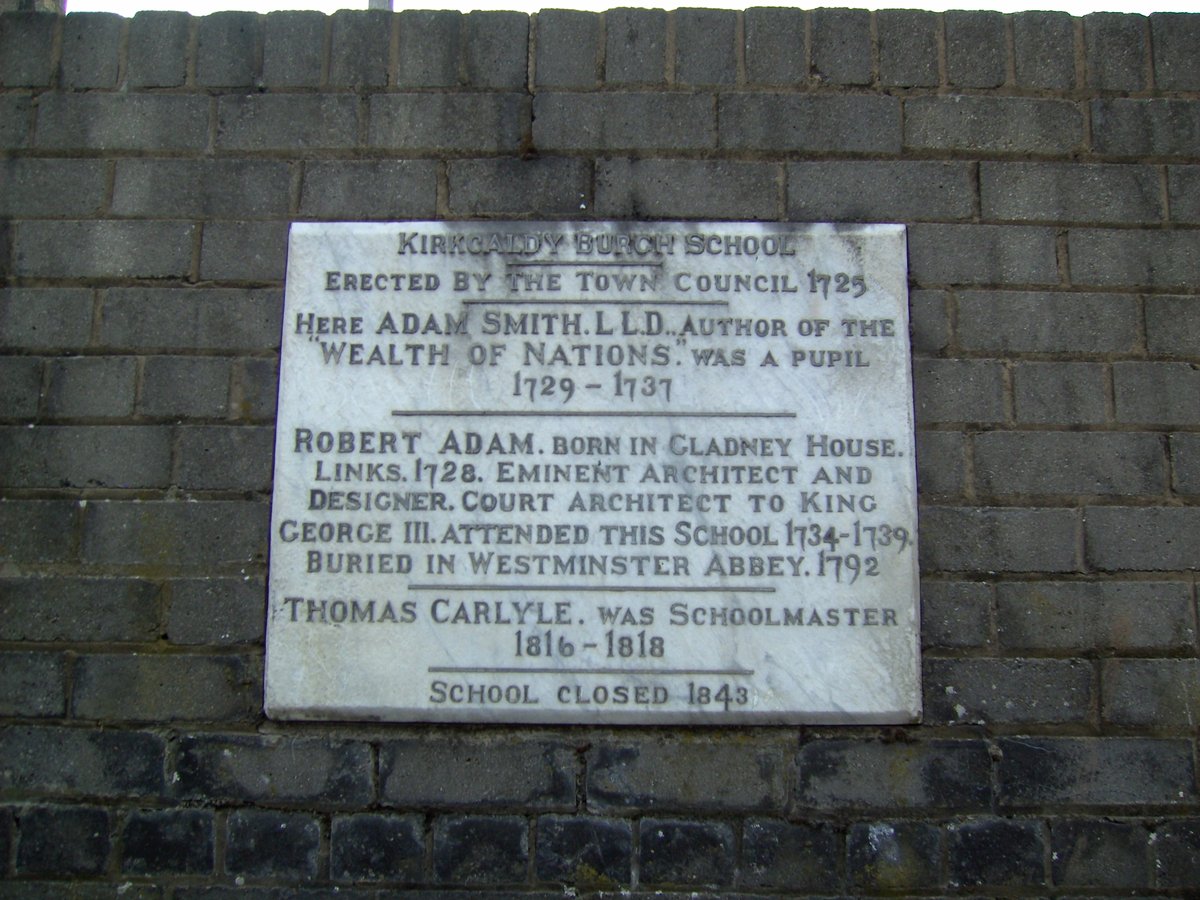 KIRKCALDY BURGH SCHOOL
ERECTED BY THE TOWN COUNCIL 1725
HERE ADAM SMITH. L L.D., AUTHOR OF THE
"WEALTH OF NATIONS." WAS A PUPIL
1729 - 1737
ROBERT ADAM. BORN IN GLADNEY HOUSE.
LINKS. 1728. EMINENT ARCHITECT AND
DESIGNER. COURT ARCHITECT TO KING
GEORGE III. ATTENDED THIS SCHOOL 1734-1739.
BURIED IN WESTMINSTER ABBEY. 1792
THOMAS CARLYLE. WAS SCHOOLMASTER
1816 - 1818
SCHOOL CLOSED 1843